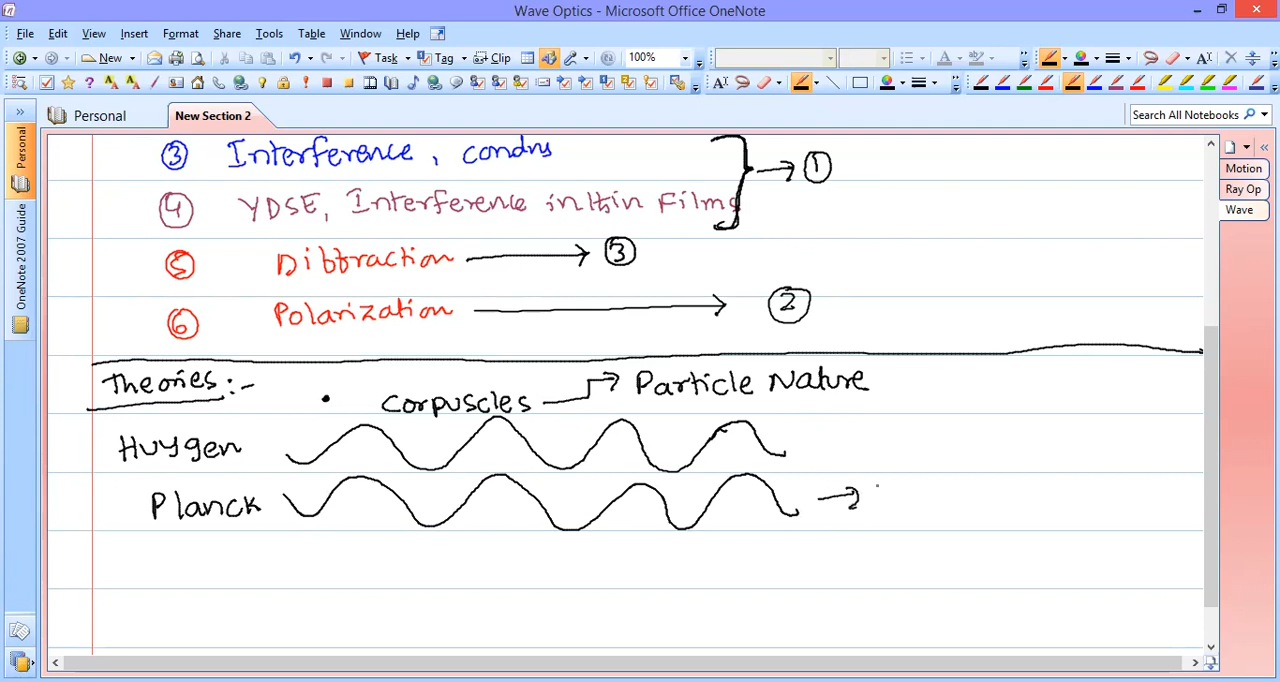 Wave Optics - Microsoft Office OneNote
File Edit View Insert Format Share Tools Table Window Help
New Task Tag Clip 100%
Personal New Section 2 Search All Notebooks
Personal
OneNote 2007 Guide
Motion
Ray Op
Wave
3 Interference, condns
1
4 YDSE, Interference in thin Films
5 Diffraction → 3
6 Polarization → 2
Theories:-
corpuscles → Particle Nature
Huygen
Planck →